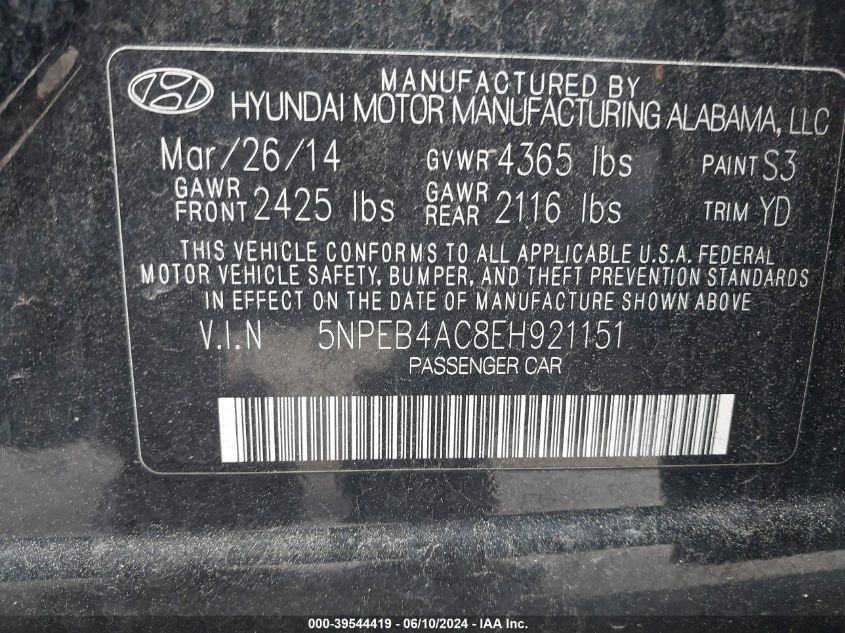 MANUFACTURED BY
HYUNDAI MOTOR MANUFACTURING ALABAMA, LLC
Mar/26/14 GVWR 4365 lbs PAINT S3
GAWR FRONT 2425 lbs GAWR REAR 2116 lbs TRIM YD
THIS VEHICLE CONFORMS TO ALL APPLICABLE U.S.A. FEDERAL
MOTOR VEHICLE SAFETY, BUMPER, AND THEFT PREVENTION STANDARDS
IN EFFECT ON THE DATE OF MANUFACTURE SHOWN ABOVE
V.I.N 5NPEB4AC8EH921151
PASSENGER CAR
000-39544419 - 06/10/2024 - IAA Inc.